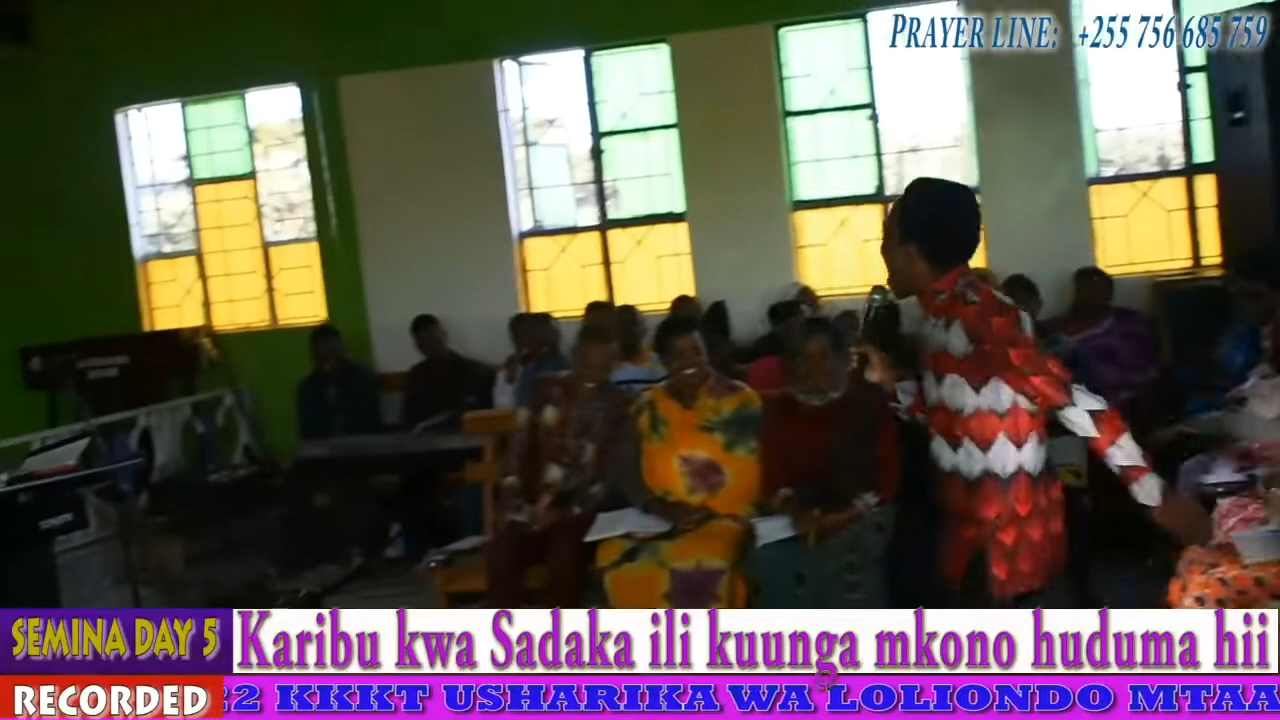 PRAYER LINE: +255 756 685 759
SEMINA DAY 5
Karibu kwa Sadaka ili kuunga mkono huduma hii
RECORDED
22 KKKT USHARIKA WA LOLIONDO MTAA